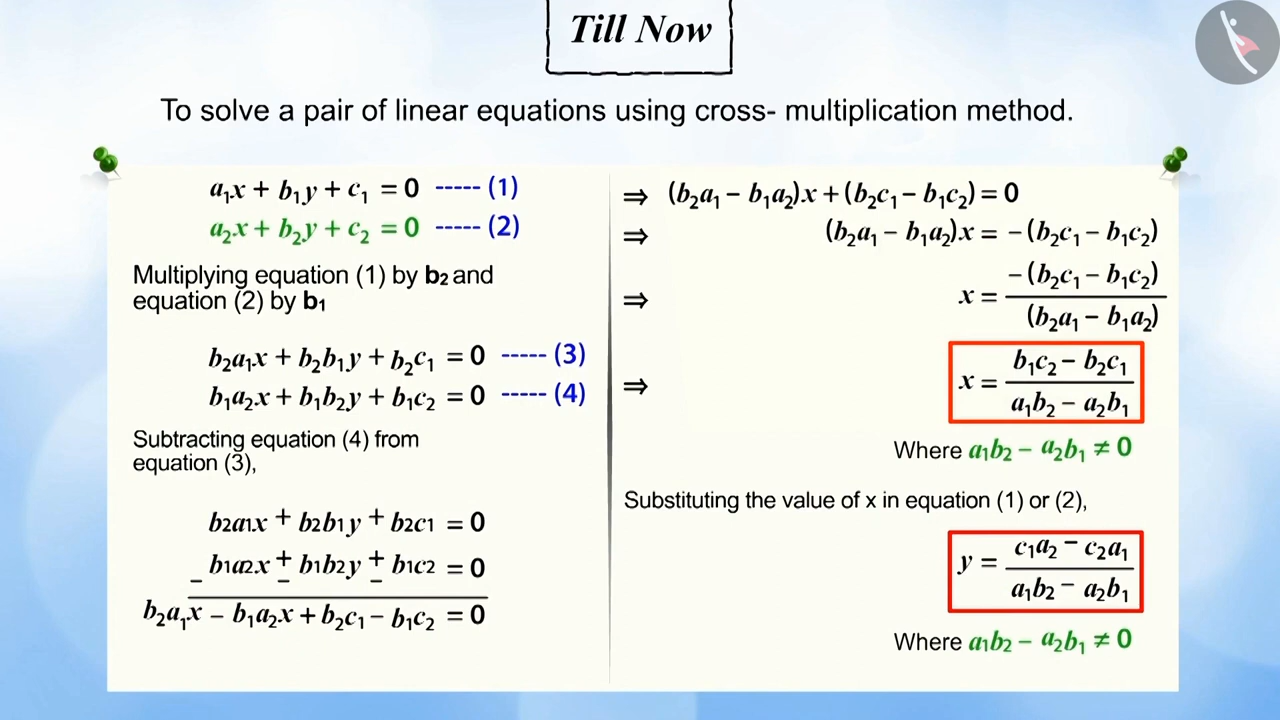 Till Now
To solve a pair of linear equations using cross- multiplication method.
a₁x + b₁y + c₁ = 0 ----- (1)
a₂x + b₂y + c₂ = 0 ----- (2)
Multiplying equation (1) by b₂ and
equation (2) by b₁
b₂a₁x + b₂b₁y + b₂c₁ = 0 ----- (3)
b₁a₂x + b₁b₂y + b₁c₂ = 0 ----- (4)
Subtracting equation (4) from
equation (3),
b₂a₁x + b₂b₁y + b₂c₁ = 0
b₁a₂x + b₁b₂y + b₁c₂ = 0
− − −
b₂a₁x − b₁a₂x + b₂c₁ − b₁c₂ = 0
⇒ (b₂a₁ − b₁a₂)x + (b₂c₁ − b₁c₂) = 0
⇒ (b₂a₁ − b₁a₂)x = −(b₂c₁ − b₁c₂)
⇒ x = −(b₂c₁ − b₁c₂) / (b₂a₁ − b₁a₂)
⇒ x = b₁c₂ − b₂c₁ / a₁b₂ − a₂b₁
Where a₁b₂ − a₂b₁ ≠ 0
Substituting the value of x in equation (1) or (2),
y = c₁a₂ − c₂a₁ / a₁b₂ − a₂b₁
Where a₁b₂ − a₂b₁ ≠ 0